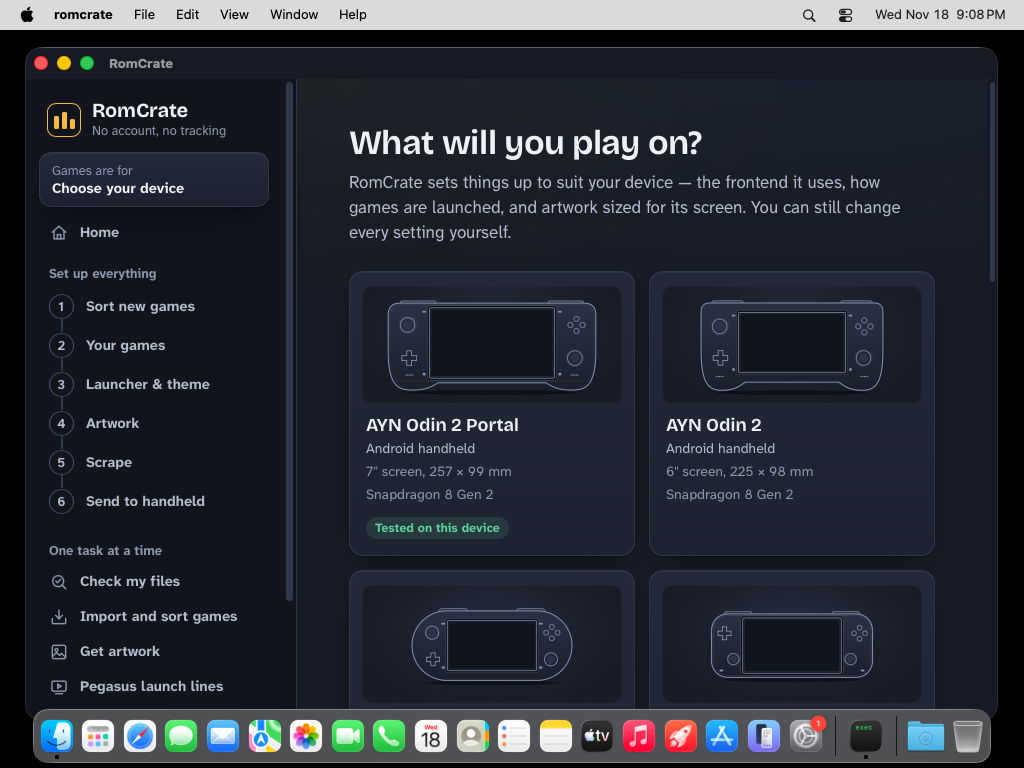 romcrate File Edit View Window Help Wed Nov 18 9:08 PM
RomCrate
RomCrate
No account, no tracking
Games are for
Choose your device
Home
Set up everything
1 Sort new games
2 Your games
3 Launcher & theme
4 Artwork
5 Scrape
6 Send to handheld
One task at a time
Check my files
Import and sort games
Get artwork
Pegasus launch lines
What will you play on?
RomCrate sets things up to suit your device — the frontend it uses, how
games are launched, and artwork sized for its screen. You can still change
every setting yourself.
AYN Odin 2 Portal
Android handheld
7" screen, 257 × 99 mm
Snapdragon 8 Gen 2
Tested on this device
AYN Odin 2
Android handheld
6" screen, 225 × 98 mm
Snapdragon 8 Gen 2
Wed
18
tv
1
exec